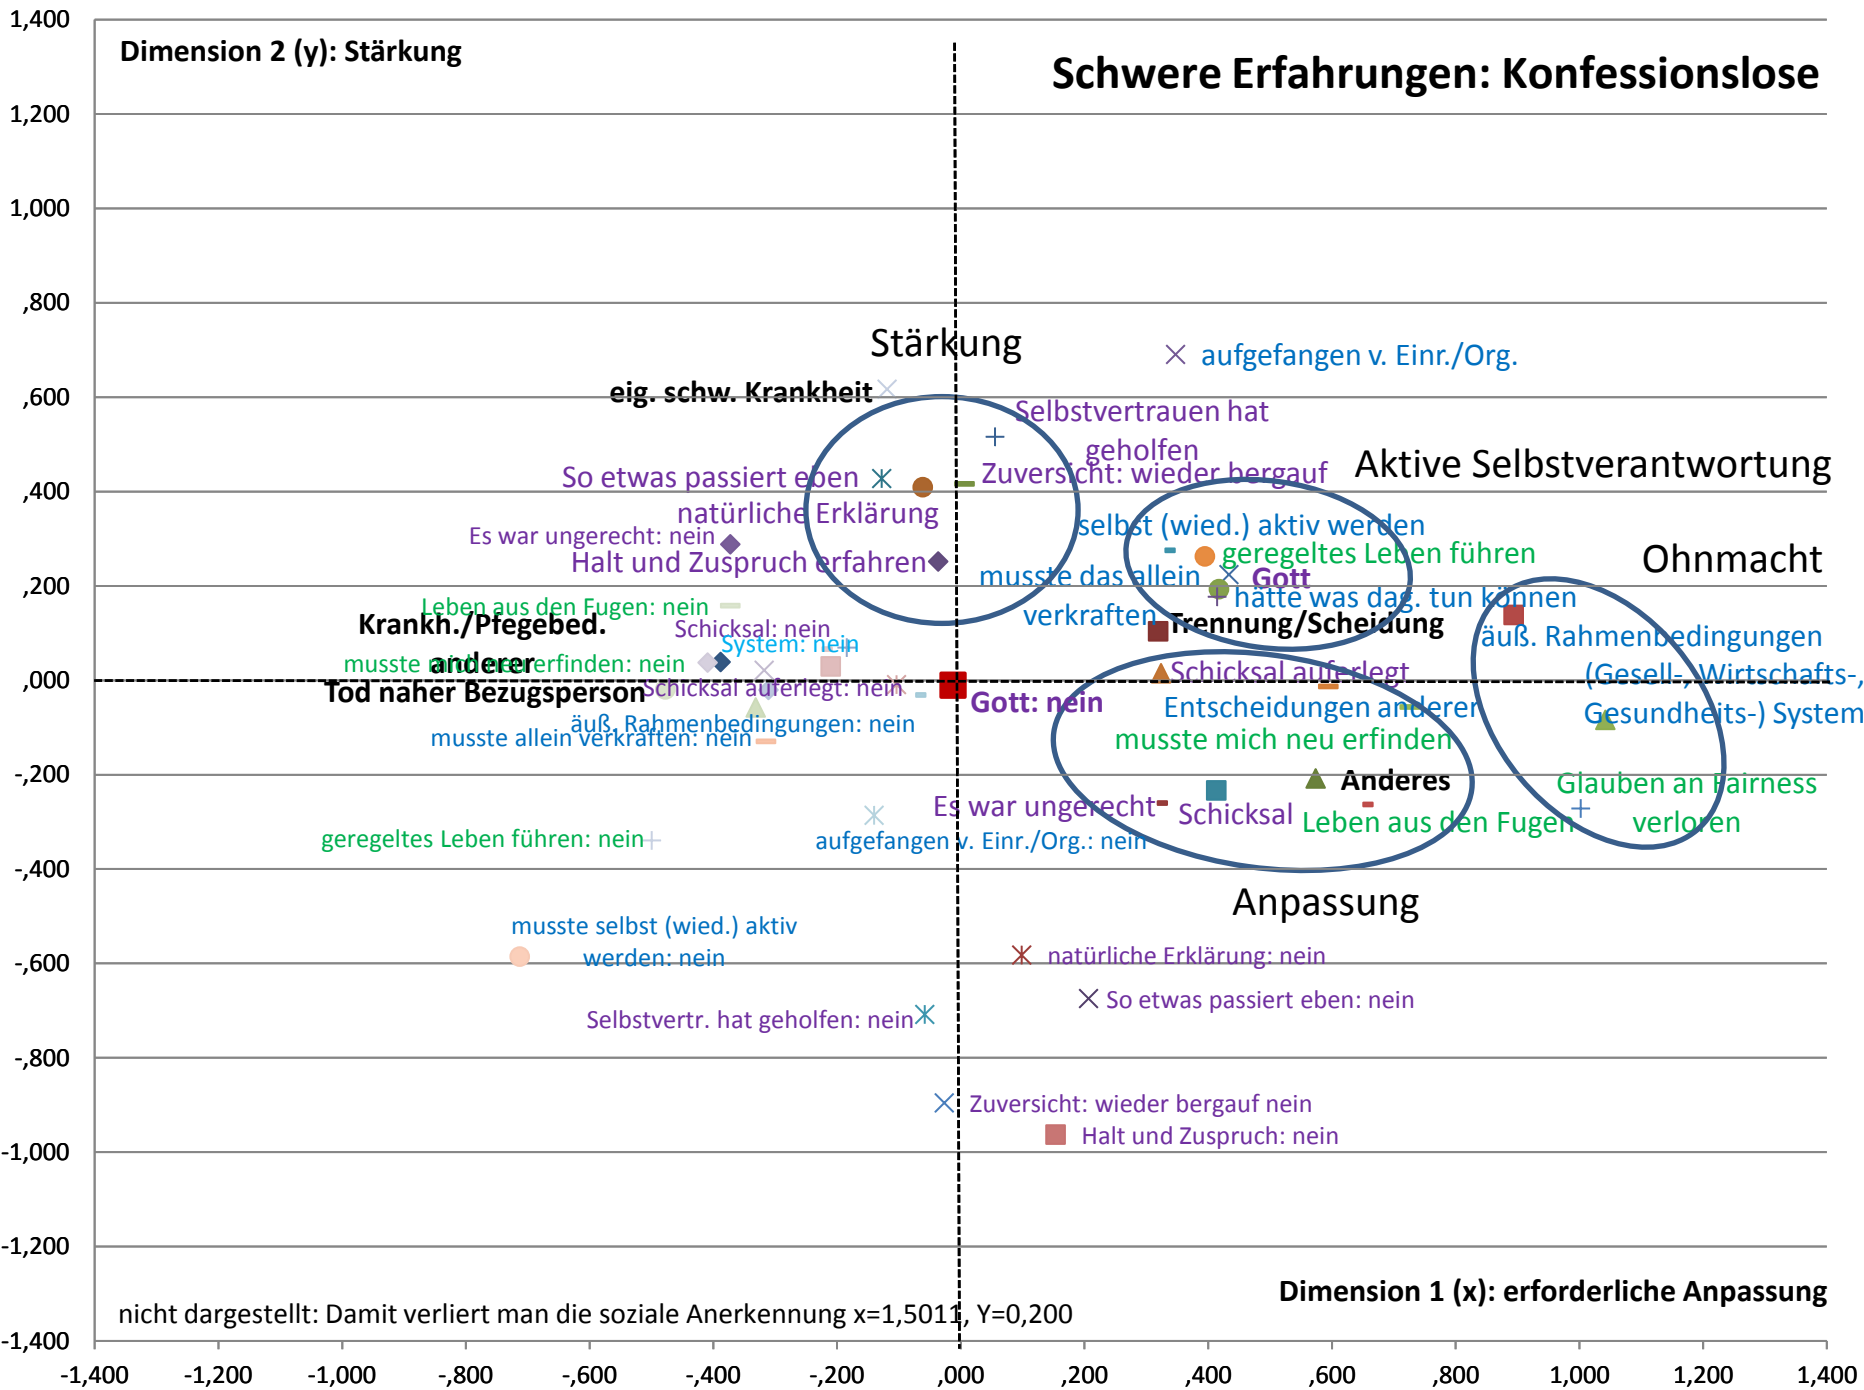 1,400
Dimension 2 (y): Stärkung
Schwere Erfahrungen: Konfessionslose
1,200
1,000
,800
Stärkung
aufgefangen v. Einr./Org.
,600
eig. schw. Krankheit
Selbstvertrauen hat
geholfen
Aktive Selbstverantwortung
So etwas passiert eben
Zuversicht: wieder bergauf
,400
natürliche Erklärung
selbst (wied.) aktiv werden
Es war ungerecht: nein
geregeltes Leben führen
Ohnmacht
Halt und Zuspruch erfahren
musste das allein
verkraften
Gott
,200
hätte was dag. tun können
Leben aus den Fugen: nein
Krankh./Pfegebed.
anderer
Schicksal: nein
Trennung/Scheidung
System: nein
äuß. Rahmenbedingungen
(Gesell-, Wirtschafts-,
Gesundheits-) System
musste mich neu erfinden: nein
Schicksal auferlegt
,000
Tod naher Bezugsperson
Schicksal auferlegt: nein
Gott: nein
Entscheidungen anderer
äuß. Rahmenbedingungen: nein
musste allein verkraften: nein
musste mich neu erfinden
-,200
Anderes
Glauben an Fairness
verloren
Es war ungerecht
Schicksal
Leben aus den Fugen
geregeltes Leben führen: nein
aufgefangen v. Einr./Org.: nein
-,400
Anpassung
musste selbst (wied.) aktiv
werden: nein
natürliche Erklärung: nein
-,600
So etwas passiert eben: nein
Selbstvertr. hat geholfen: nein
-,800
Zuversicht: wieder bergauf nein
Halt und Zuspruch: nein
-1,000
-1,200
Dimension 1 (x): erforderliche Anpassung
nicht dargestellt: Damit verliert man die soziale Anerkennung x=1,5011, Y=0,200
-1,400
-1,400 -1,200 -1,000 -,800 -,600 -,400 -,200 ,000 ,200 ,400 ,600 ,800 1,000 1,200 1,400